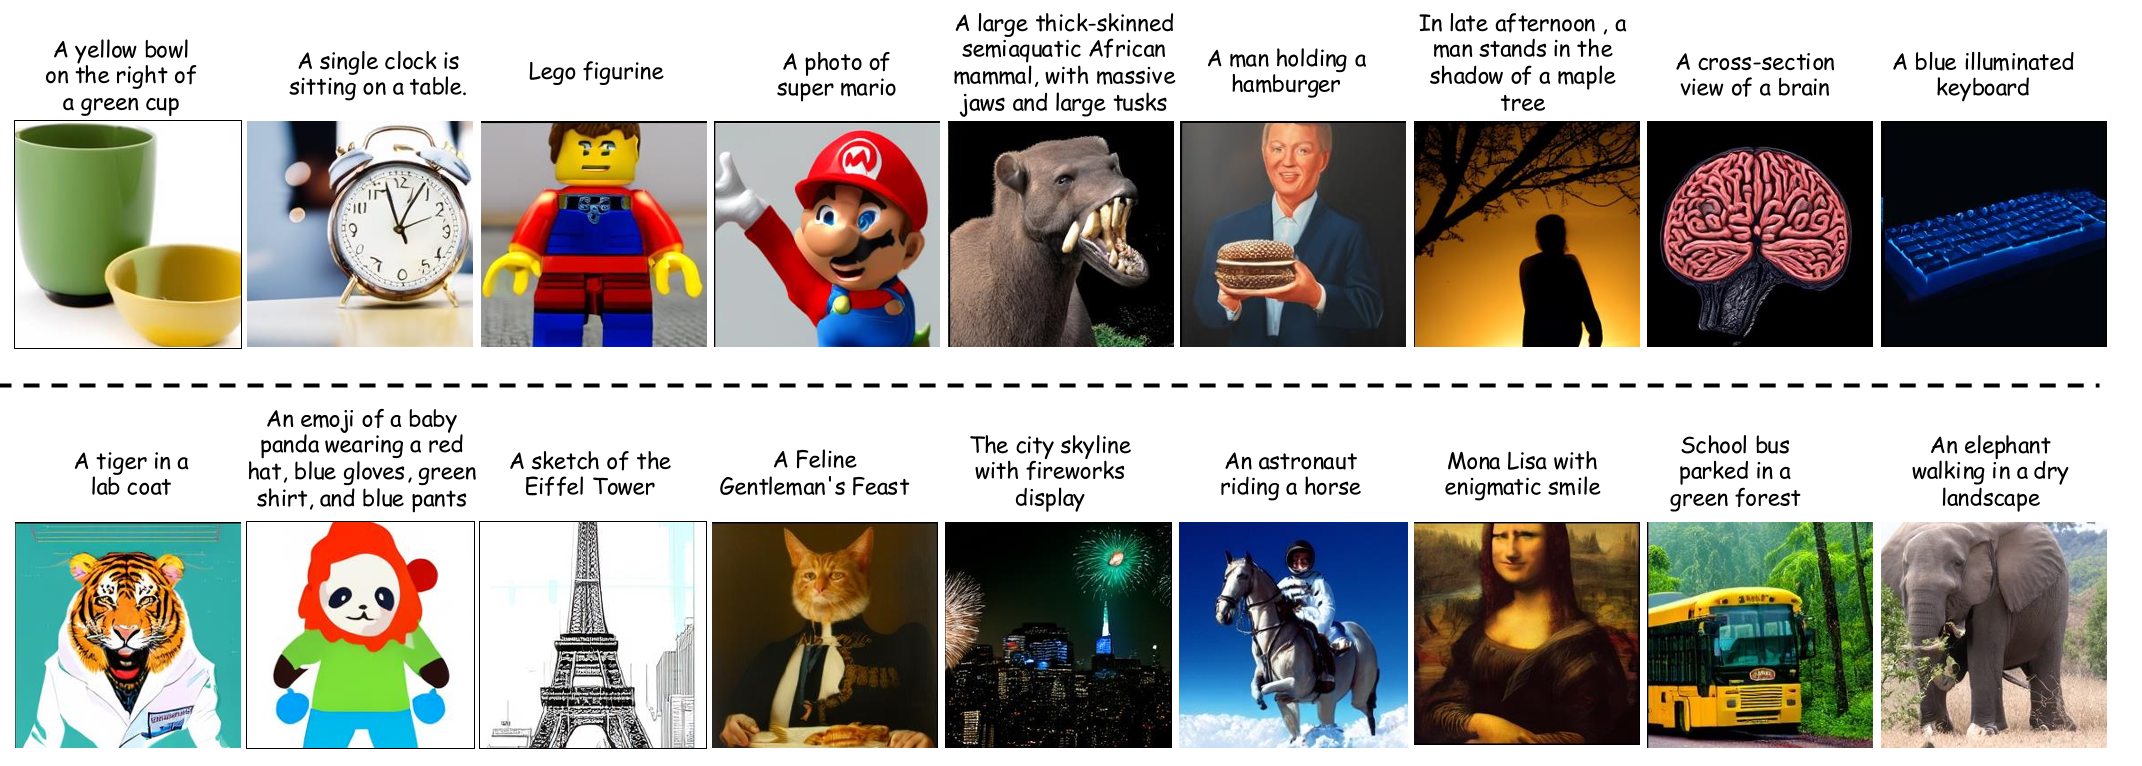 A yellow bowl
on the right of
a green cup
A single clock is
sitting on a table.
Lego figurine
A photo of
super mario
A large thick-skinned
semiaquatic African
mammal, with massive
jaws and large tusks
A man holding a
hamburger
In late afternoon , a
man stands in the
shadow of a maple
tree
A cross-section
view of a brain
A blue illuminated
keyboard
A tiger in a
lab coat
An emoji of a baby
panda wearing a red
hat, blue gloves, green
shirt, and blue pants
A sketch of the
Eiffel Tower
A Feline
Gentleman's Feast
The city skyline
with fireworks
display
An astronaut
riding a horse
Mona Lisa with
enigmatic smile
School bus
parked in a
green forest
An elephant
walking in a dry
landscape